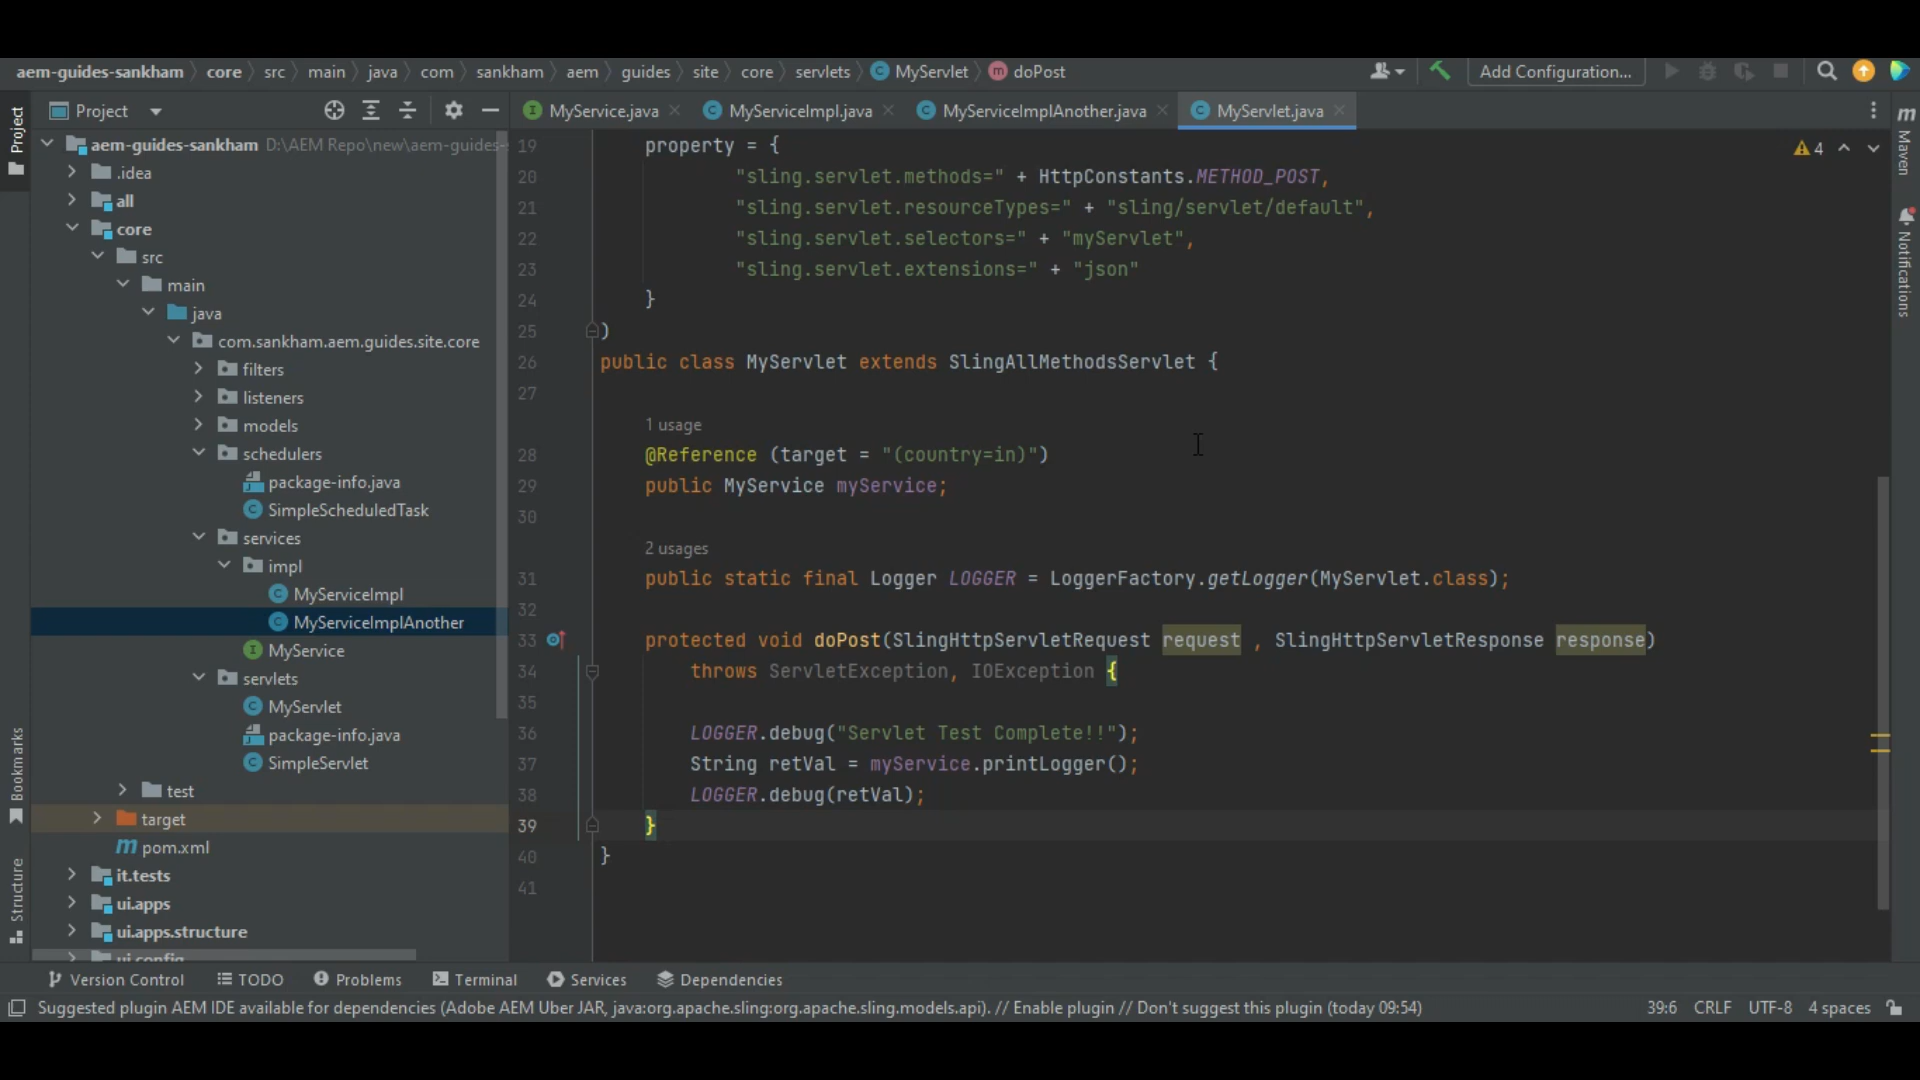 aem-guides-sankham core src main java com sankham aem guides site core servlets MyServlet doPost Add Configuration...
Project
MyService.java MyServiceImpl.java MyServiceImplAnother.java MyServlet.java
Project
aem-guides-sankham D:\AEM Repo\new\aem-guides-
.idea
all
core
src
main
java
com.sankham.aem.guides.site.core
filters
listeners
models
schedulers
package-info.java
SimpleScheduledTask
services
impl
MyServiceImpl
MyServiceImplAnother
MyService
servlets
MyServlet
package-info.java
SimpleServlet
test
target
pom.xml
it.tests
ui.apps
ui.apps.structure
ui.config
Bookmarks
Structure
19 property = {
20 "sling.servlet.methods=" + HttpConstants.METHOD_POST,
21 "sling.servlet.resourceTypes=" + "sling/servlet/default",
22 "sling.servlet.selectors=" + "myServlet",
23 "sling.servlet.extensions=" + "json"
24 }
25 )
26 public class MyServlet extends SlingAllMethodsServlet {
27
1 usage
28 @Reference (target = "(country=in)")
29 public MyService myService;
30
2 usages
31 public static final Logger LOGGER = LoggerFactory.getLogger(MyServlet.class);
32
33 protected void doPost(SlingHttpServletRequest request , SlingHttpServletResponse response)
34 throws ServletException, IOException {
35
36 LOGGER.debug("Servlet Test Complete!!");
37 String retVal = myService.printLogger();
38 LOGGER.debug(retVal);
39 }
40 }
41
4
Maven
Notifications
Version Control TODO Problems Terminal Services Dependencies
Suggested plugin AEM IDE available for dependencies (Adobe AEM Uber JAR, java:org.apache.sling:org.apache.sling.models.api). // Enable plugin // Don't suggest this plugin (today 09:54) 39:6 CRLF UTF-8 4 spaces